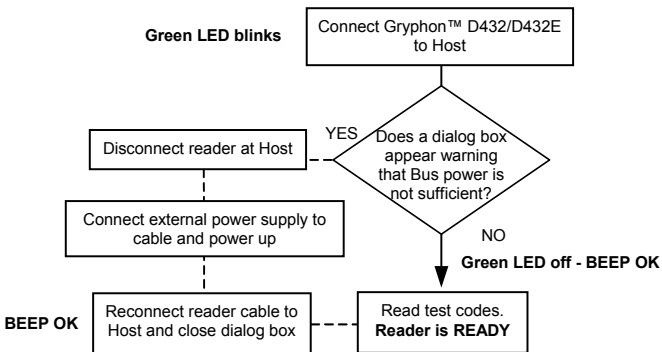 Green LED blinks
Connect Gryphon™ D432/D432E
to Host
YES
Does a dialog box
appear warning
that Bus power is
not sufficient?
Disconnect reader at Host
Connect external power supply to
cable and power up
NO
Green LED off - BEEP OK
BEEP OK
Reconnect reader cable to
Host and close dialog box
Read test codes.
Reader is READY